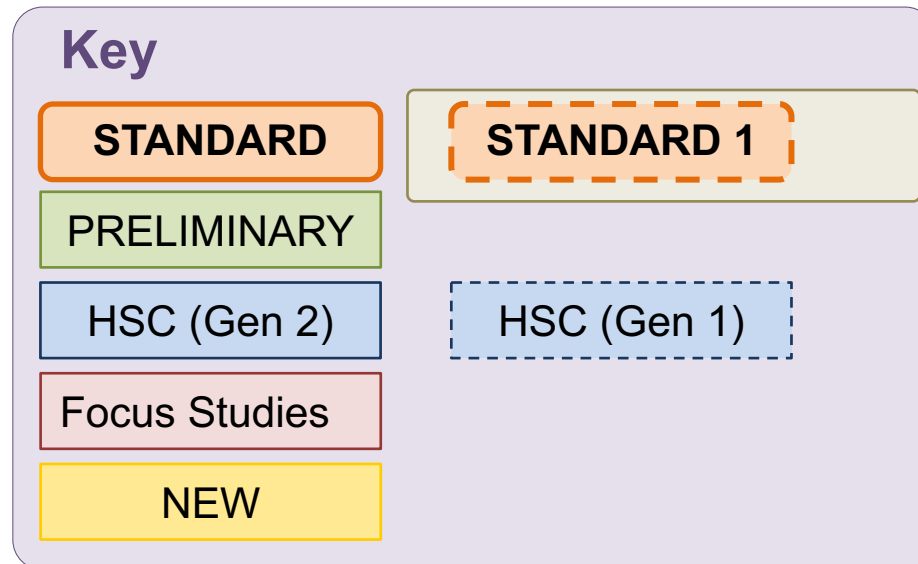 Key
STANDARD
STANDARD 1
PRELIMINARY
HSC (Gen 2)
HSC (Gen 1)
Focus Studies
NEW